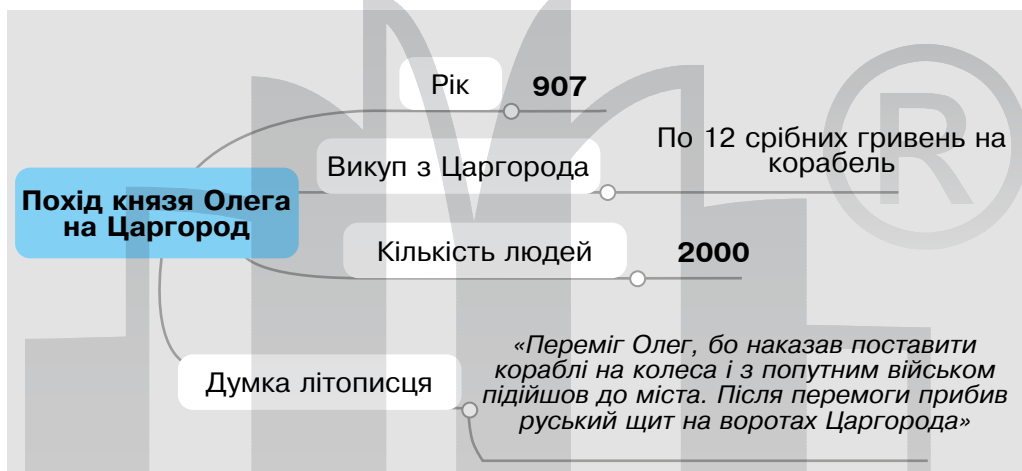 Рік
907
Викуп з Царгорода
По 12 срібних гривень на
корабель
Похід князя Олега
на Царгород
Кількість людей
2000
Думка літописця
«Переміг Олег, бо наказав поставити
кораблі на колеса і з попутним військом
підійшов до міста. Після перемоги прибив
руський щит на воротах Царгорода»
®